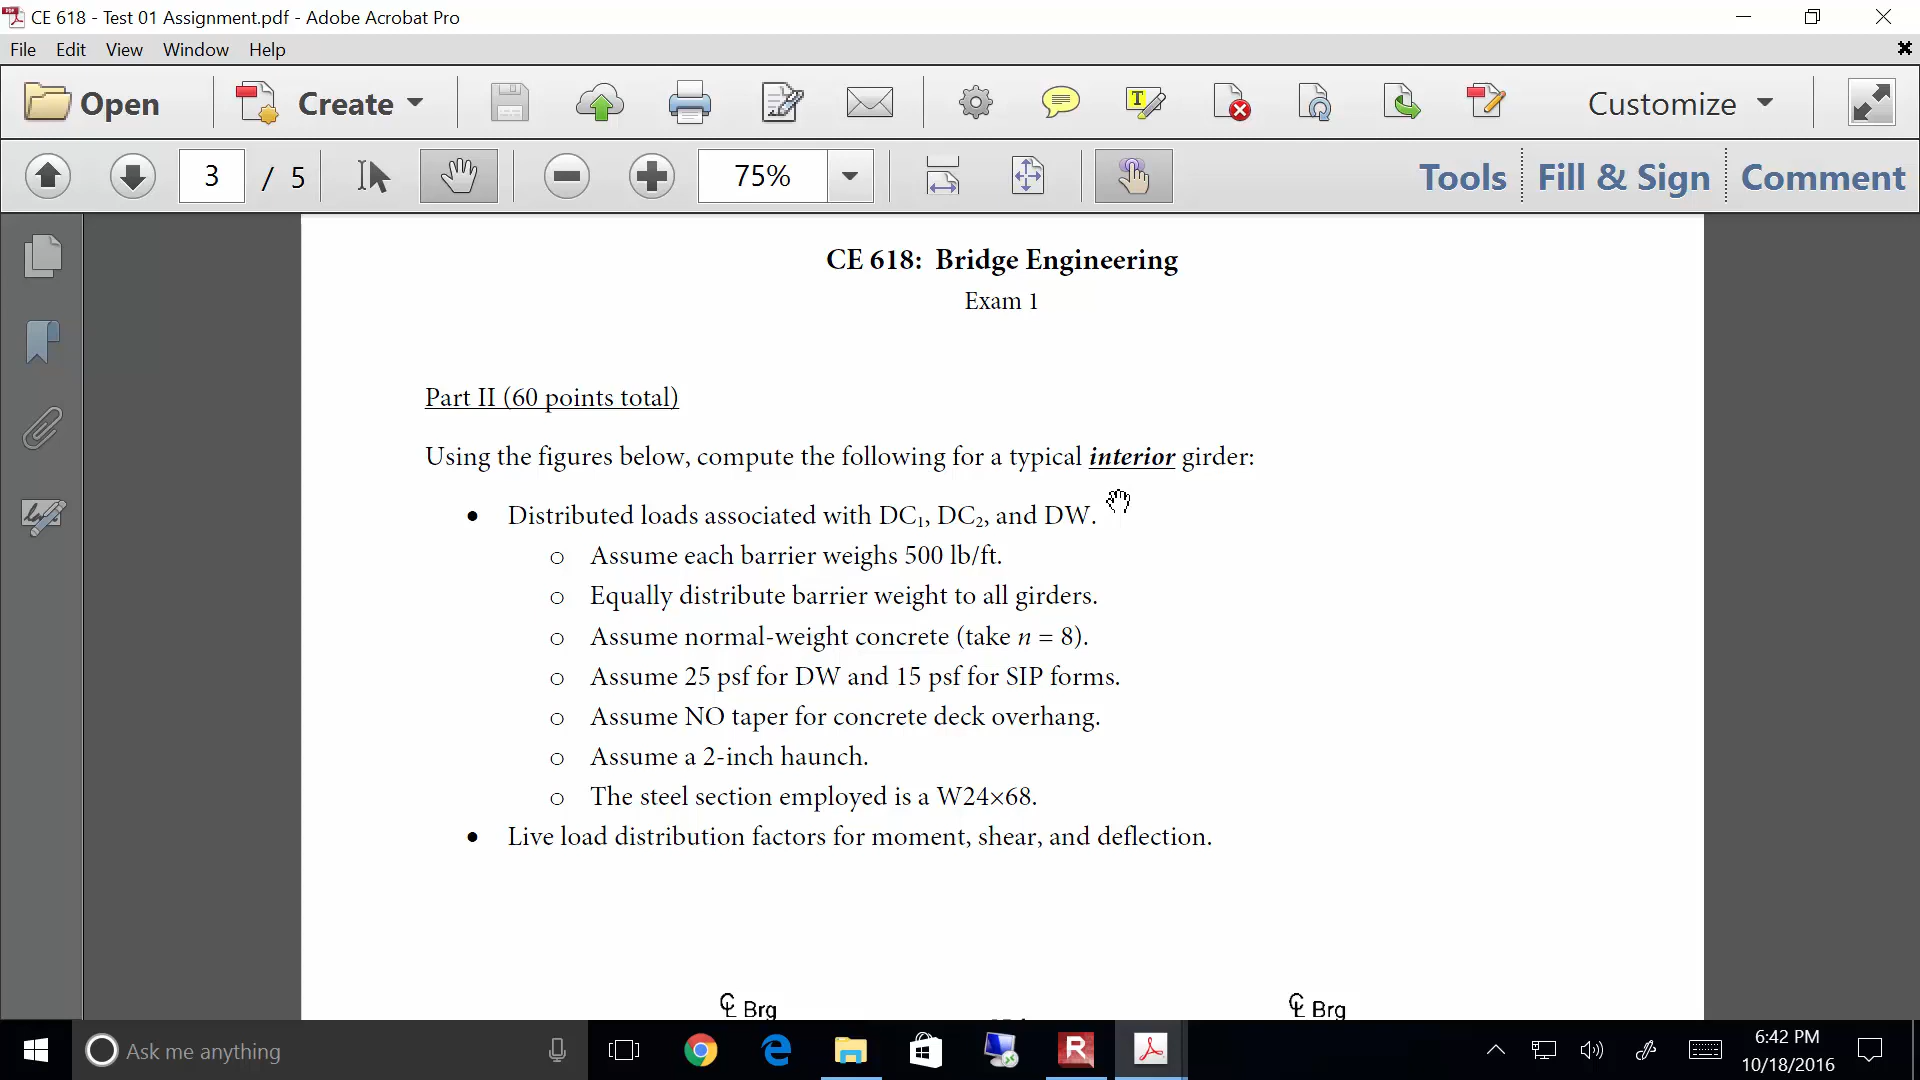 CE 618 - Test 01 Assignment.pdf - Adobe Acrobat Pro
File Edit View Window Help
Open Create Customize
3 / 5 75% Tools Fill & Sign Comment
CE 618: Bridge Engineering
Exam 1
Part II (60 points total)
Using the figures below, compute the following for a typical interior girder:
• Distributed loads associated with DC₁, DC₂, and DW.
o Assume each barrier weighs 500 lb/ft.
o Equally distribute barrier weight to all girders.
o Assume normal-weight concrete (take n = 8).
o Assume 25 psf for DW and 15 psf for SIP forms.
o Assume NO taper for concrete deck overhang.
o Assume a 2-inch haunch.
o The steel section employed is a W24×68.
• Live load distribution factors for moment, shear, and deflection.
℄ Brg ℄ Brg
Ask me anything
6:42 PM
10/18/2016